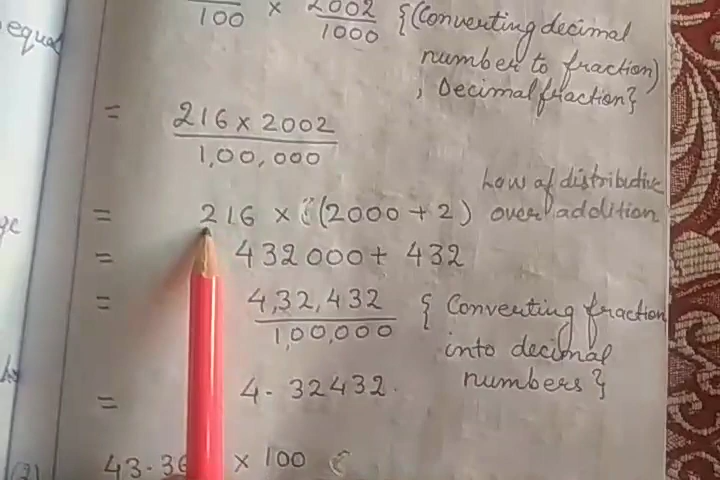 equal
100 × 2002 {(Converting decimal
1000
number to fraction)
, Decimal fraction}
= 216 × 2002
1,00,000
Law of distributive
= 216 × (2000 + 2) over addition
= 432000 + 432
= 4,32,432 { Converting fraction
1,00,000
into decimal
= 4. 32432. numbers}
(2) 43.36 × 100